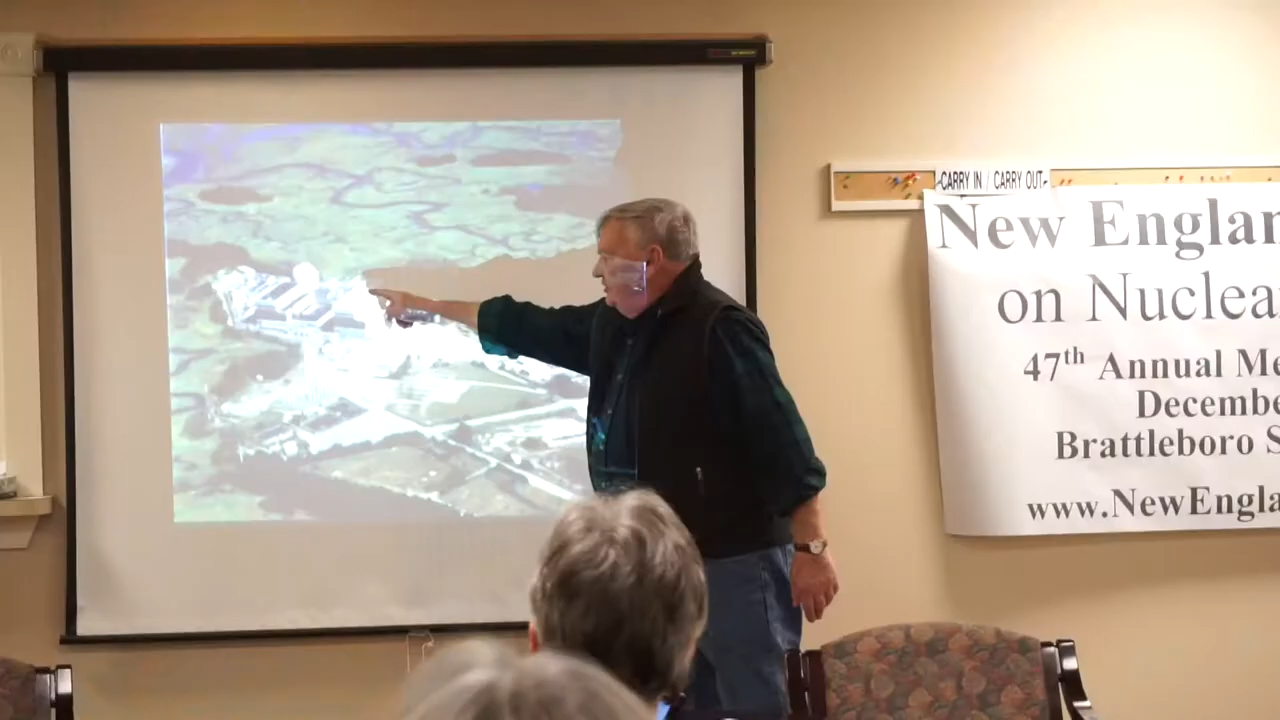 CARRY IN / CARRY OUT
New Englan
on Nuclea
47th Annual Me
Decembe
Brattleboro S
www.NewEngla